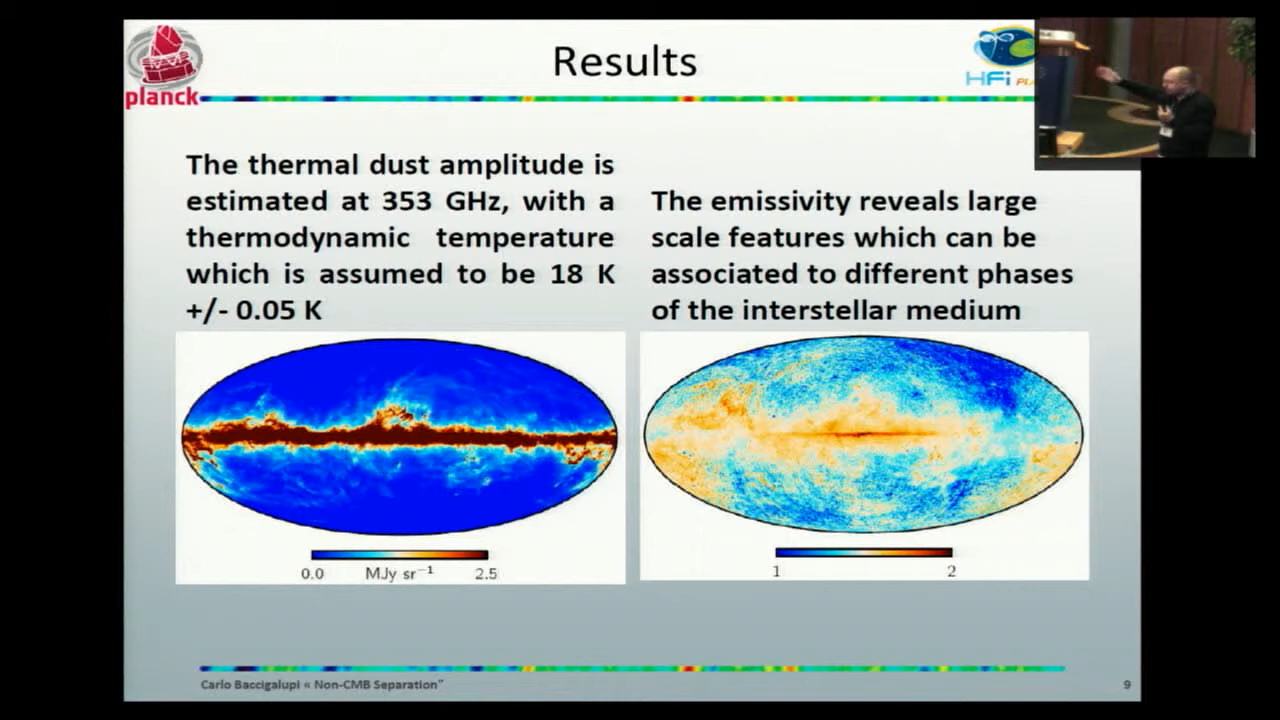 Results
planck
HFi PL
The thermal dust amplitude is
estimated at 353 GHz, with a
thermodynamic temperature
which is assumed to be 18 K
+/- 0.05 K
The emissivity reveals large
scale features which can be
associated to different phases
of the interstellar medium
0.0 MJy sr⁻¹ 2.5
1 2
Carlo Baccigalupi « Non-CMB Separation”
9